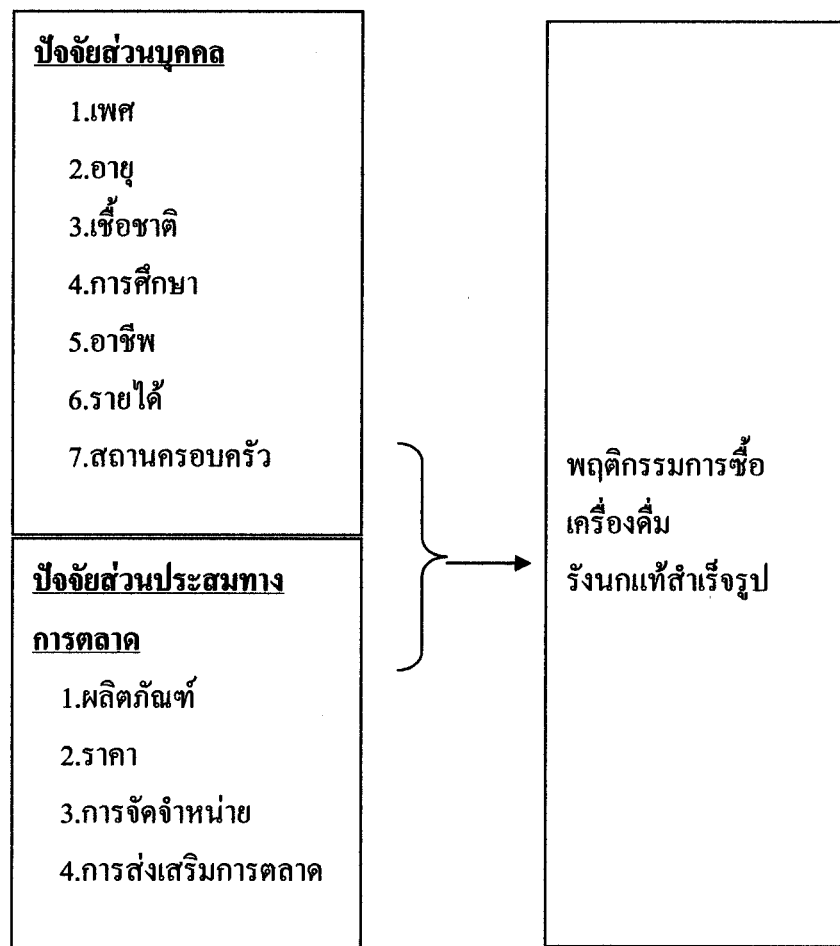 ปัจจัยส่วนบุคคล
1.เพศ
2.อายุ
3.เชื้อชาติ
4.การศึกษา
5.อาชีพ
6.รายได้
7.สถานครอบครัว
ปัจจัยส่วนประสมทาง
การตลาด
1.ผลิตภัณฑ์
2.ราคา
3.การจัดจำหน่าย
4.การส่งเสริมการตลาด
พฤติกรรมการซื้อ
เครื่องดื่ม
รังนกแท้สำเร็จรูป